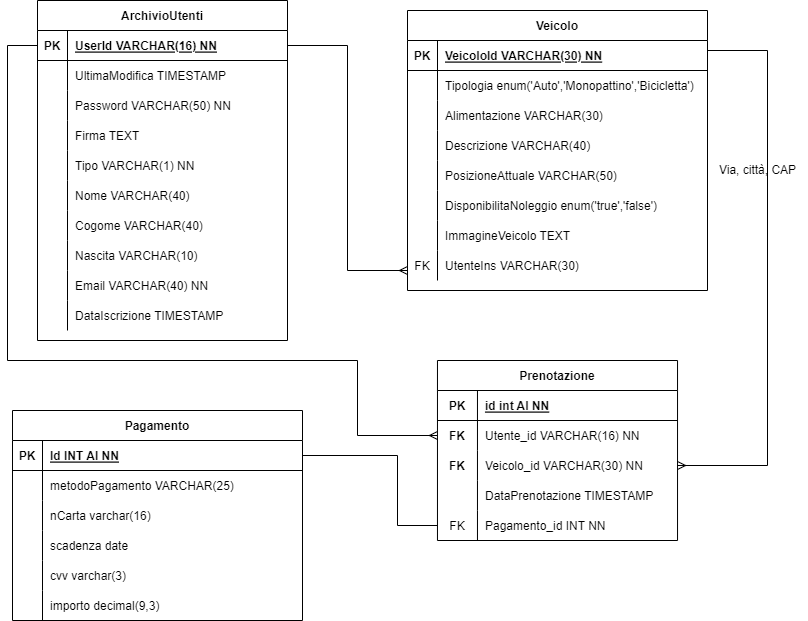 ArchivioUtenti
PK UserId VARCHAR(16) NN
UltimaModifica TIMESTAMP
Password VARCHAR(50) NN
Firma TEXT
Tipo VARCHAR(1) NN
Nome VARCHAR(40)
Cogome VARCHAR(40)
Nascita VARCHAR(10)
Email VARCHAR(40) NN
DataIscrizione TIMESTAMP
Veicolo
PK VeicoloId VARCHAR(30) NN
Tipologia enum('Auto','Monopattino','Bicicletta')
Alimentazione VARCHAR(30)
Descrizione VARCHAR(40)
PosizioneAttuale VARCHAR(50)
DisponibilitaNoleggio enum('true','false')
ImmagineVeicolo TEXT
FK UtenteIns VARCHAR(30)
Via, città, CAP
Prenotazione
PK id int AI NN
FK Utente_id VARCHAR(16) NN
FK Veicolo_id VARCHAR(30) NN
DataPrenotazione TIMESTAMP
FK Pagamento_id INT NN
Pagamento
PK Id INT AI NN
metodoPagamento VARCHAR(25)
nCarta varchar(16)
scadenza date
cvv varchar(3)
importo decimal(9,3)